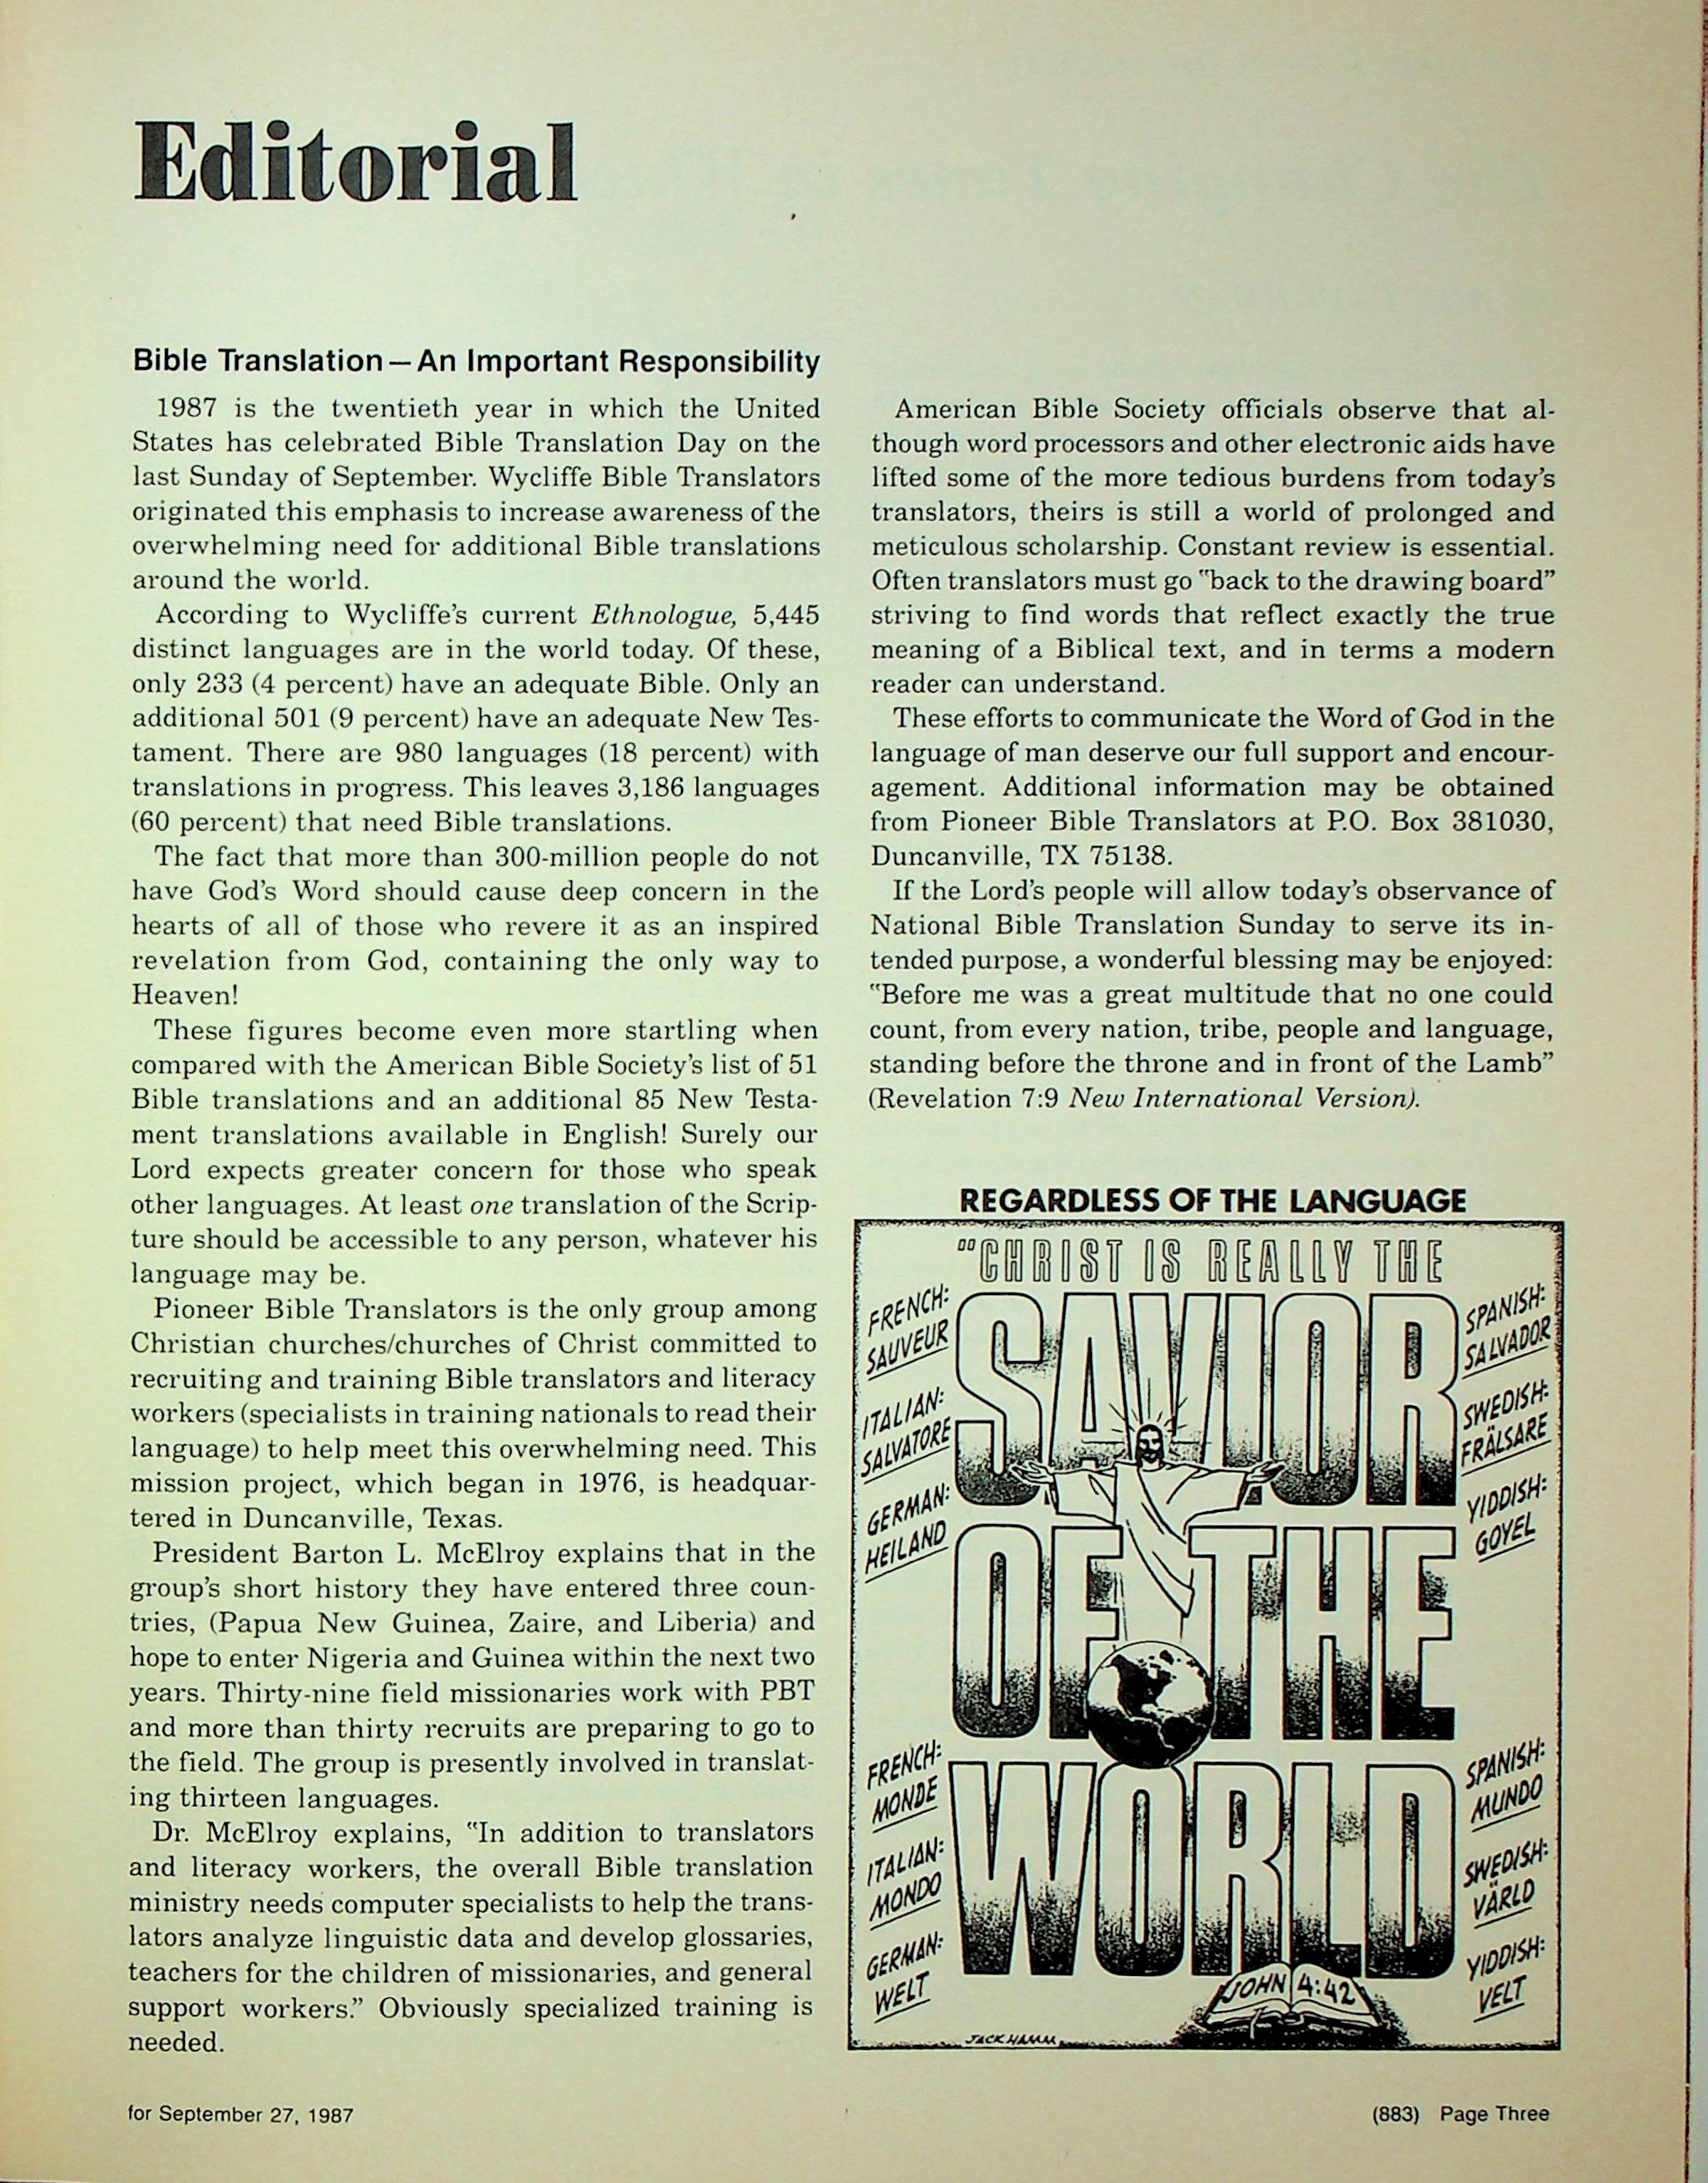 Editorial
Bible Translation — An Important Responsibility
1987 is the twentieth year in which the United
States has celebrated Bible Translation Day on the
last Sunday of September. Wycliffe Bible Translators
originated this emphasis to increase awareness of the
overwhelming need for additional Bible translations
around the world.
According to Wycliffe's current Ethnologue, 5,445
distinct languages are in the world today. Of these,
only 233 (4 percent) have an adequate Bible. Only an
additional 501 (9 percent) have an adequate New Tes-
tament. There are 980 languages (18 percent) with
translations in progress. This leaves 3,186 languages
(60 percent) that need Bible translations.
The fact that more than 300-million people do not
have God's Word should cause deep concern in the
hearts of all of those who revere it as an inspired
revelation from God, containing the only way to
Heaven!
These figures become even more startling when
compared with the American Bible Society's list of 51
Bible translations and an additional 85 New Testa-
ment translations available in English! Surely our
Lord expects greater concern for those who speak
other languages. At least one translation of the Scrip-
ture should be accessible to any person, whatever his
language may be.
Pioneer Bible Translators is the only group among
Christian churches/churches of Christ committed to
recruiting and training Bible translators and literacy
workers (specialists in training nationals to read their
language) to help meet this overwhelming need. This
mission project, which began in 1976, is headquar-
tered in Duncanville, Texas.
President Barton L. McElroy explains that in the
group's short history they have entered three coun-
tries, (Papua New Guinea, Zaire, and Liberia) and
hope to enter Nigeria and Guinea within the next two
years. Thirty-nine field missionaries work with PBT
and more than thirty recruits are preparing to go to
the field. The group is presently involved in translat-
ing thirteen languages.
Dr. McElroy explains, "In addition to translators
and literacy workers, the overall Bible translation
ministry needs computer specialists to help the trans-
lators analyze linguistic data and develop glossaries,
teachers for the children of missionaries, and general
support workers." Obviously specialized training is
needed.
American Bible Society officials observe that al-
though word processors and other electronic aids have
lifted some of the more tedious burdens from today's
translators, theirs is still a world of prolonged and
meticulous scholarship. Constant review is essential.
Often translators must go "back to the drawing board"
striving to find words that reflect exactly the true
meaning of a Biblical text, and in terms a modern
reader can understand.
These efforts to communicate the Word of God in the
language of man deserve our full support and encour-
agement. Additional information may be obtained
from Pioneer Bible Translators at P.O. Box 381030,
Duncanville, TX 75138.
If the Lord's people will allow today's observance of
National Bible Translation Sunday to serve its in-
tended purpose, a wonderful blessing may be enjoyed:
"Before me was a great multitude that no one could
count, from every nation, tribe, people and language,
standing before the throne and in front of the Lamb"
(Revelation 7:9 New International Version).
REGARDLESS OF THE LANGUAGE
"CHRIST IS REALLY THE
SAVIOR
OF THE
WORLD
FRENCH:
SAUVEUR
ITALIAN:
SALVATORE
GERMAN:
HEILAND
SPANISH:
SALVADOR
SWEDISH:
FRÄLSARE
YIDDISH:
GOYEL
FRENCH:
MONDE
ITALIAN:
MONDO
GERMAN:
WELT
SPANISH:
MUNDO
SWEDISH:
VÄRLD
YIDDISH:
VELT
JOHN 4:42
JACK HAMM
for September 27, 1987
(883) Page Three